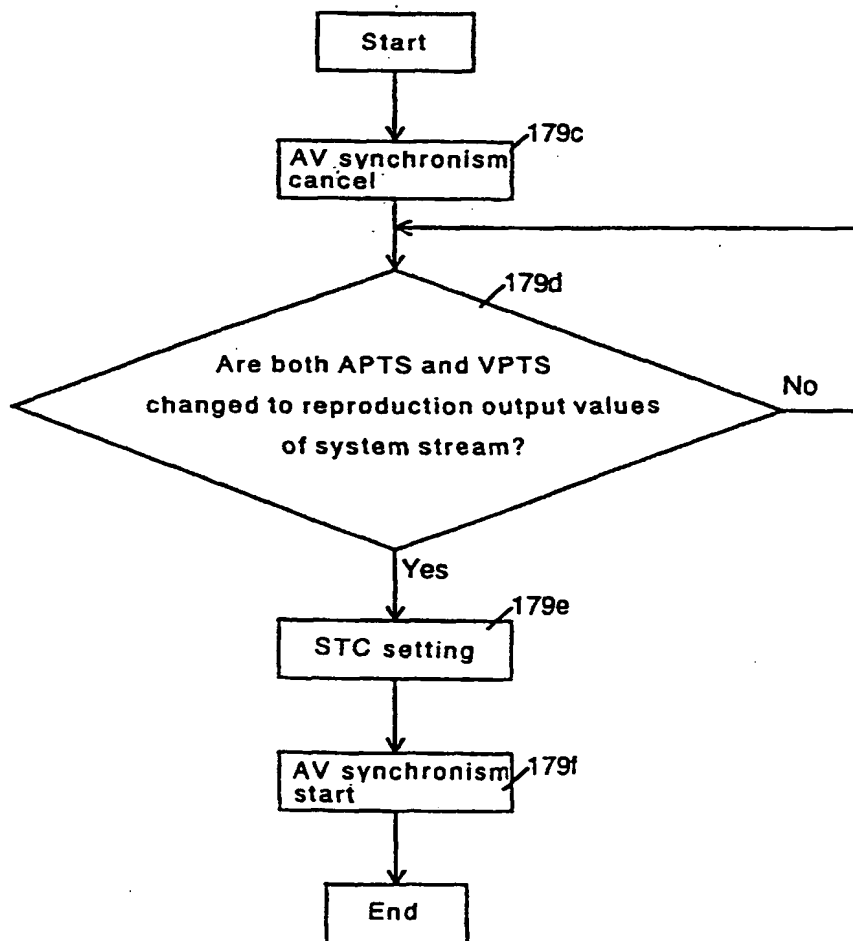 Start
179c
AV synchronism
cancel
179d
Are both APTS and VPTS
changed to reproduction output values
of system stream?
No
Yes
179e
STC setting
179f
AV synchronism
start
End